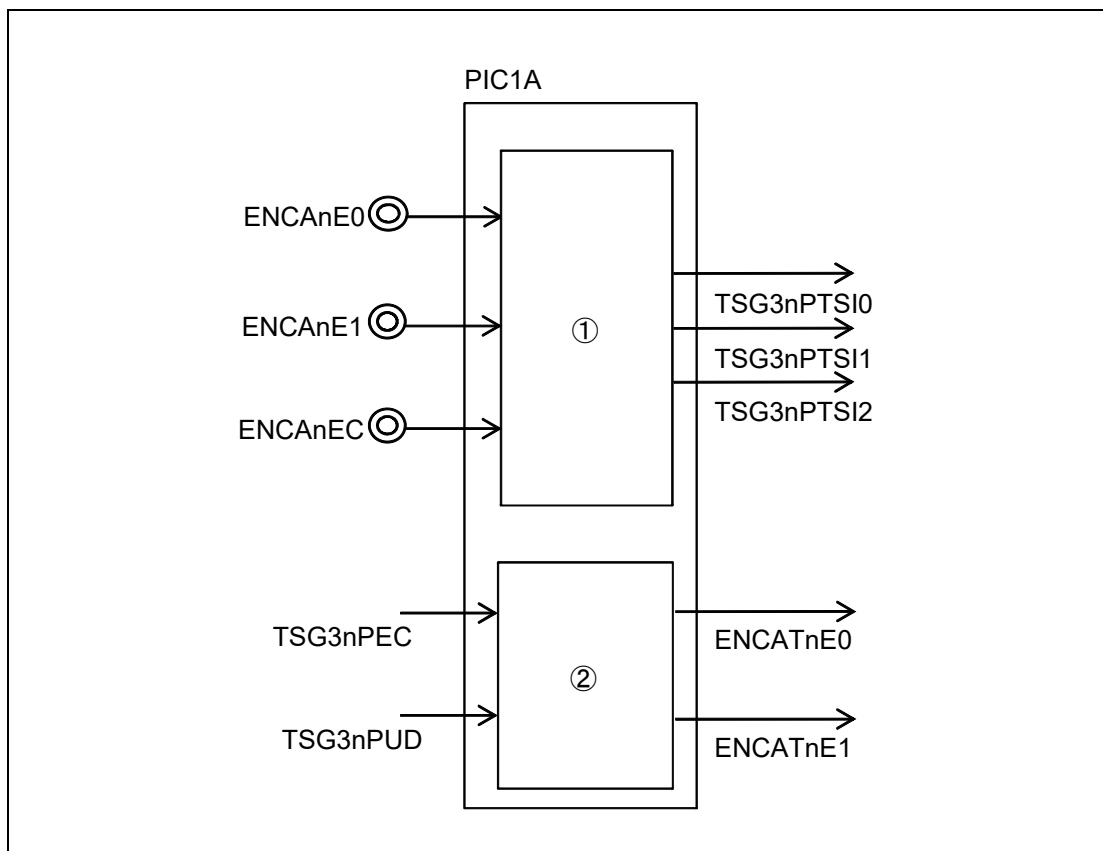 PIC1A
ENCAnE0
TSG3nPTSI0
ENCAnE1
①
TSG3nPTSI1
TSG3nPTSI2
ENCAnEC
TSG3nPEC
ENCATnE0
②
TSG3nPUD
ENCATnE1